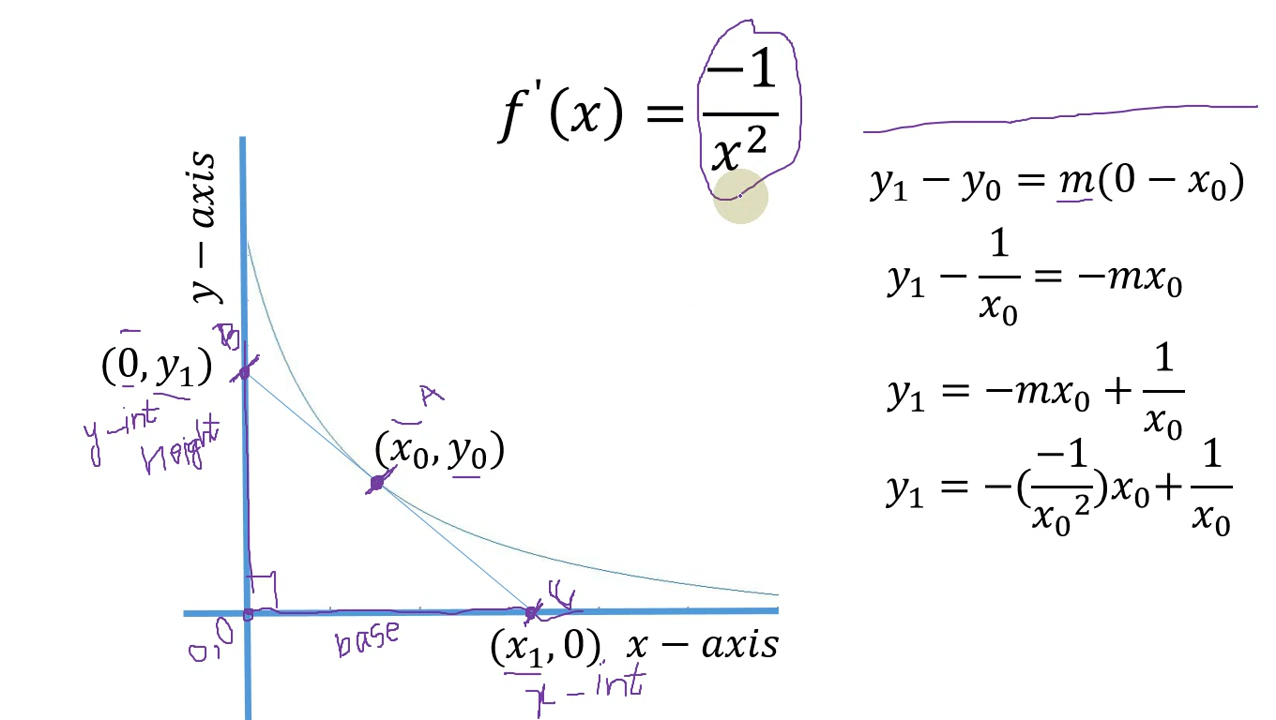 f'(x) = -1/x²
y₁ − y₀ = m(0 − x₀)
y₁ − 1/x₀ = −mx₀
y₁ = −mx₀ + 1/x₀
y₁ = −(−1/x₀²)x₀ + 1/x₀
y − axis
B
(0, y₁)
y-int
height
A
(x₀, y₀)
0,0
base
(x₁, 0)
x-int
x − axis